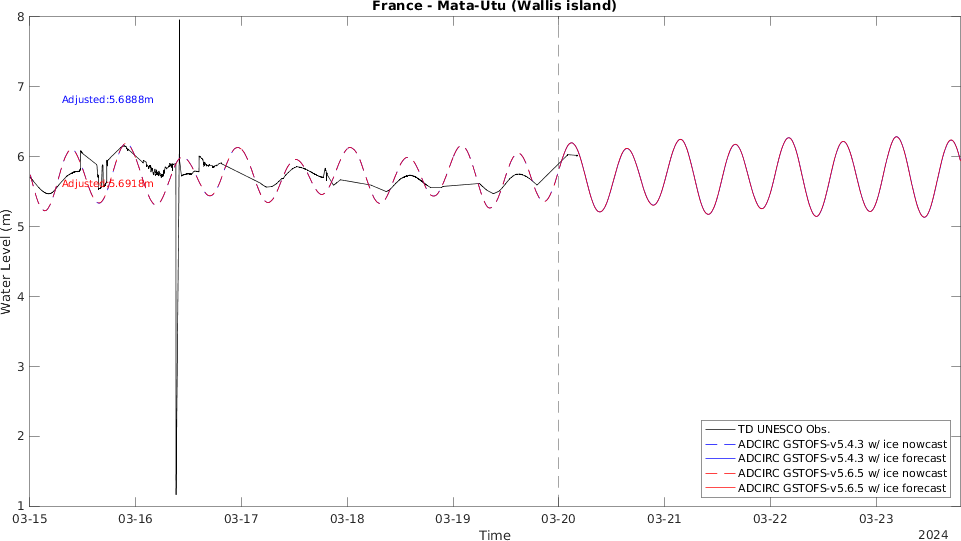 France - Mata-Utu (Wallis island)
8
7
6
5
4
3
2
1
Water Level (m)
Adjusted:5.6888m
Adjusted:5.6918m
TD UNESCO Obs.
ADCIRC GSTOFS-v5.4.3 w/ ice nowcast
ADCIRC GSTOFS-v5.4.3 w/ ice forecast
ADCIRC GSTOFS-v5.6.5 w/ ice nowcast
ADCIRC GSTOFS-v5.6.5 w/ ice forecast
03-15 03-16 03-17 03-18 03-19 03-20 03-21 03-22 03-23
Time
2024